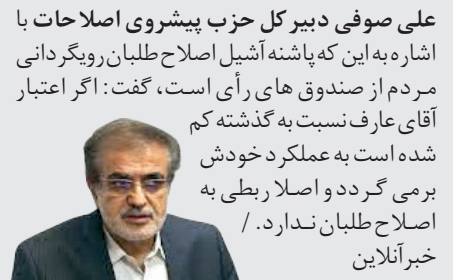 علی صوفی دبیر کل حزب پیشروی اصلاحات با
اشاره به این که پاشنه آشیل اصلاح طلبان رویگردانی
مردم از صندوق های رأی است، گفت: اگر اعتبار
آقای عارف نسبت به گذشته کم
شده است به عملکرد خودش
برمی گردد و اصلا ربطی به
اصلاح طلبان ندارد. /
خبرآنلاین